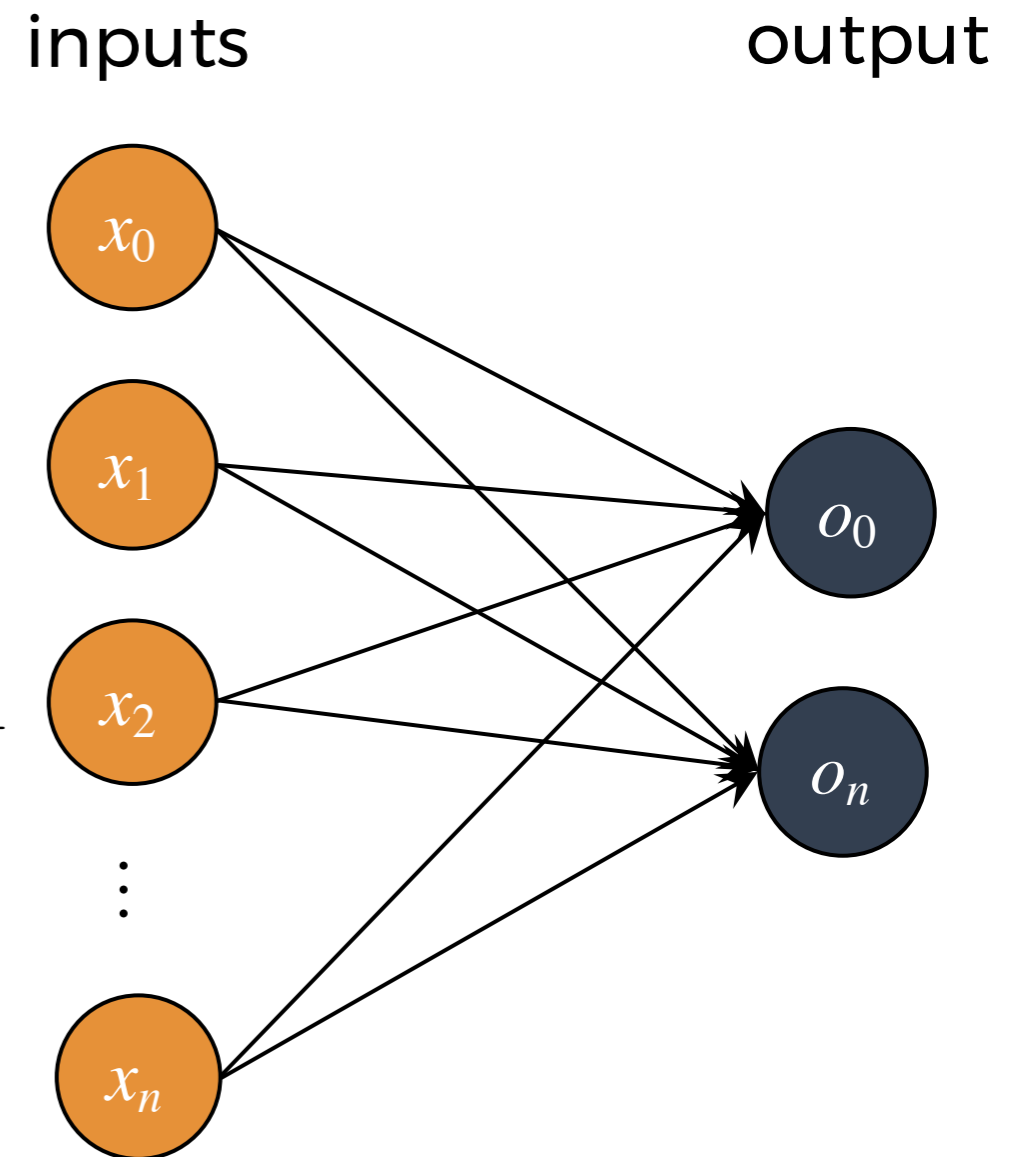 inputs output
x₀
x₁
o₀
x₂
oₙ
⋮
xₙ